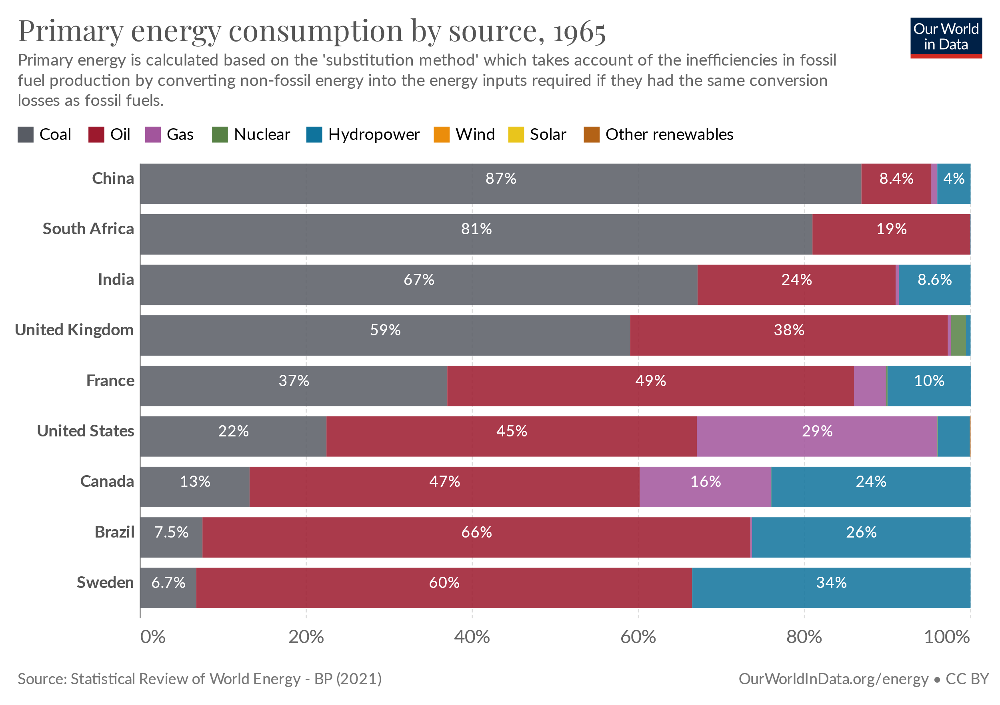 Primary energy consumption by source, 1965
Our World
in Data
Primary energy is calculated based on the 'substitution method' which takes account of the inefficiencies in fossil
fuel production by converting non-fossil energy into the energy inputs required if they had the same conversion
losses as fossil fuels.
Coal Oil Gas Nuclear Hydropower Wind Solar Other renewables
China 87% 8.4% 4%
South Africa 81% 19%
India 67% 24% 8.6%
United Kingdom 59% 38%
France 37% 49% 10%
United States 22% 45% 29%
Canada 13% 47% 16% 24%
Brazil 7.5% 66% 26%
Sweden 6.7% 60% 34%
0% 20% 40% 60% 80% 100%
Source: Statistical Review of World Energy - BP (2021)
OurWorldInData.org/energy • CC BY